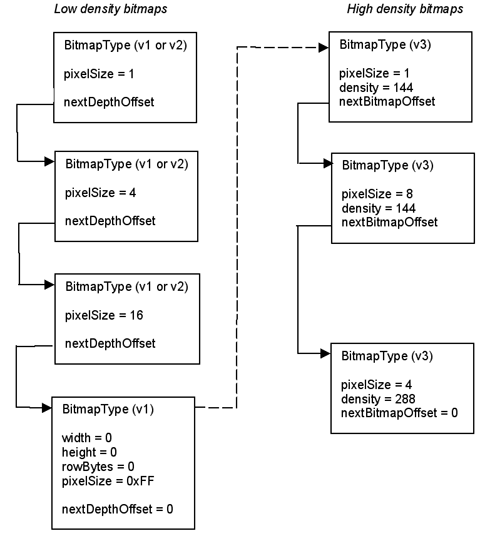 Low density bitmaps
BitmapType (v1 or v2)
pixelSize = 1
nextDepthOffset
BitmapType (v1 or v2)
pixelSize = 4
nextDepthOffset
BitmapType (v1 or v2)
pixelSize = 16
nextDepthOffset
BitmapType (v1)
width = 0
height = 0
rowBytes = 0
pixelSize = 0xFF
nextDepthOffset = 0
High density bitmaps
BitmapType (v3)
pixelSize = 1
density = 144
nextBitmapOffset
BitmapType (v3)
pixelSize = 8
density = 144
nextBitmapOffset
BitmapType (v3)
pixelSize = 4
density = 288
nextBitmapOffset = 0